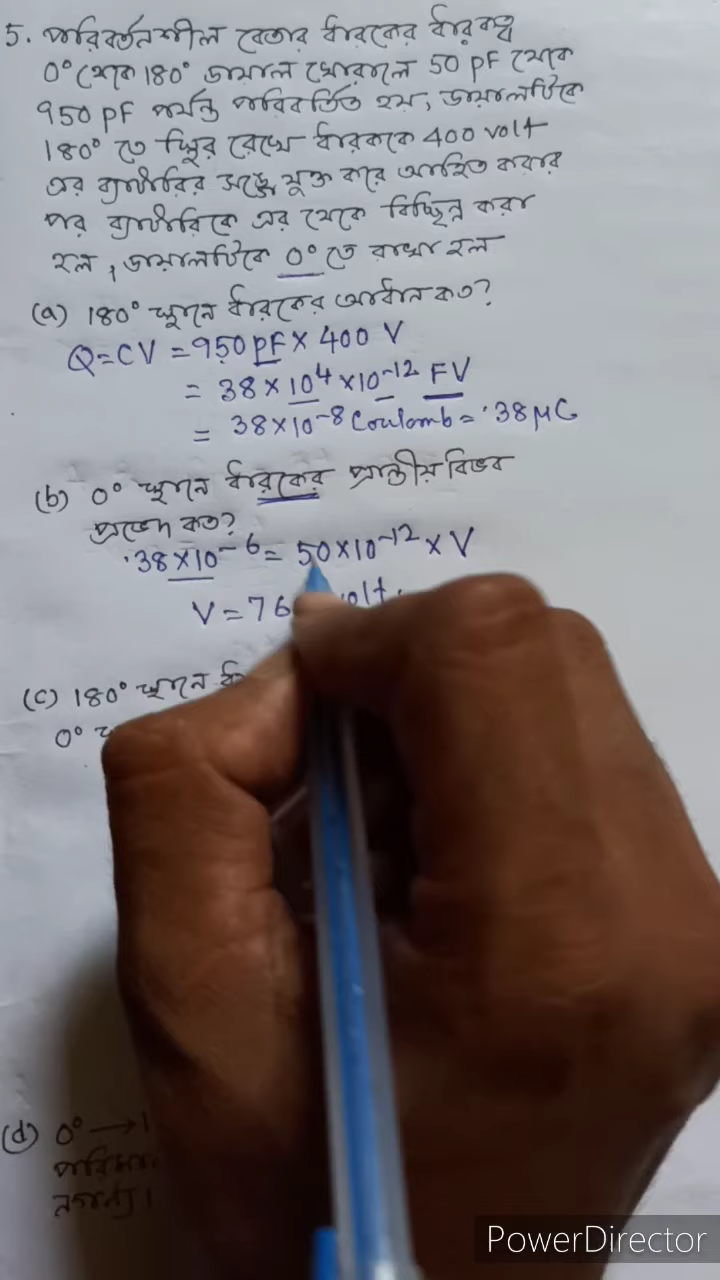 5. পরিবর্তনশীল বেতার ধারকের ধারকত্ব
0° থেকে 180° ডায়াল ঘোরালে 50 pF থেকে
950 pF পর্যন্ত পরিবর্তিত হয়, ডায়ালটিকে
180° তে স্থির রেখে ধারককে 400 volt
এর ব্যাটারির সঙ্গে যুক্ত করে আহিত করার
পর ব্যাটারিকে এর থেকে বিচ্ছিন্ন করা
হল, ডায়ালটিকে 0° তে রাখা হল
(a) 180° স্থানে ধারকের আধান কত?
Q=CV = 950 pF × 400 V
= 38 × 10⁴ × 10⁻¹² FV
= 38 × 10⁻⁸ Coulomb = .38 μC
(b) 0° স্থানে ধারকের প্রান্তীয় বিভব
প্রভেদ কত?
.38 × 10⁻⁶ = 50 × 10⁻¹² × V
V = 76
(c) 180° স্থানে
0°
(d) 0° →
নগন্য।
PowerDirector